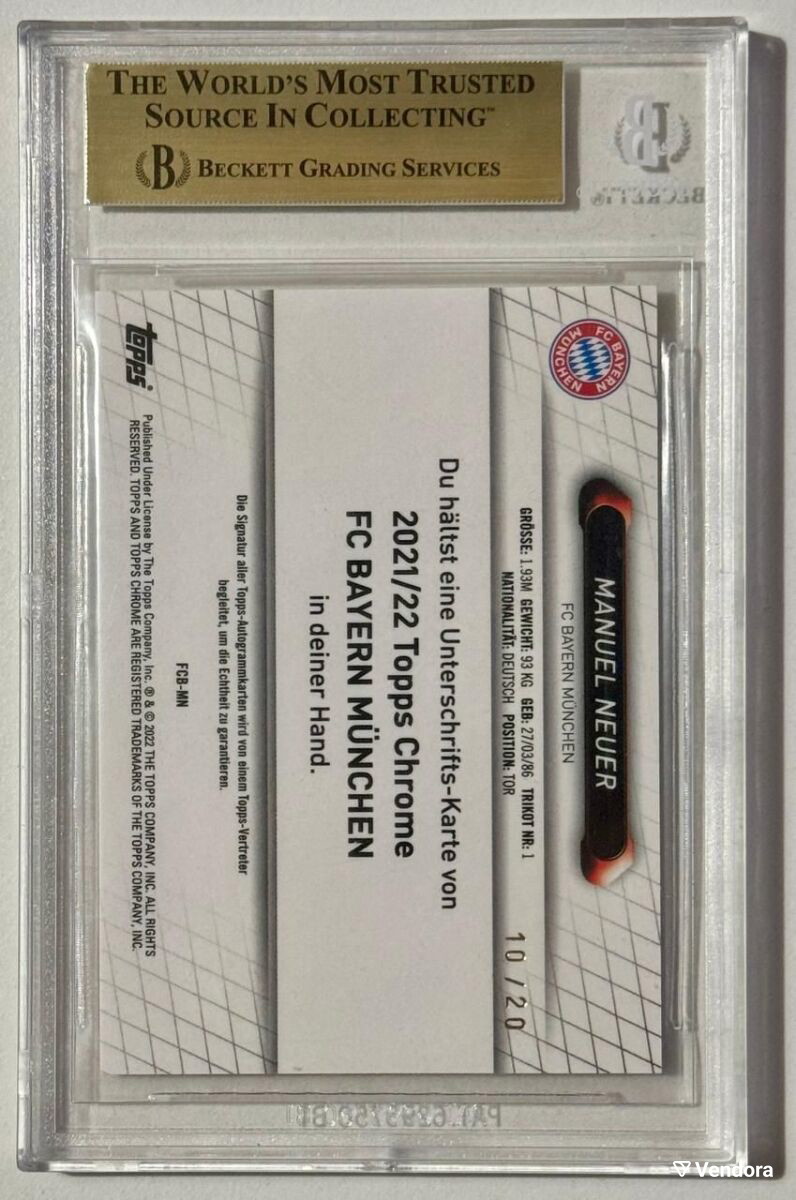 THE WORLD'S MOST TRUSTED
SOURCE IN COLLECTING™
B BECKETT GRADING SERVICES
BECKETT®
FC BAYERN MÜNCHEN
MANUEL NEUER
FC BAYERN MÜNCHEN
GRÖSSE: 1.93M GEWICHT: 93 KG GEB: 27/03/86 TRIKOT NR: 1
NATIONALITÄT: DEUTSCH POSITION: TOR
10/20
Du hältst eine Unterschrifts-Karte von
2021/22 Topps Chrome
FC BAYERN MÜNCHEN
in deiner Hand.
Die Signatur aller Topps-Autogrammkarten wird von einem Topps-Vertreter
begleitet, um die Echtheit zu garantieren.
FCB-MN
topps
Published Under License by The Topps Company, Inc. ® & © 2022 THE TOPPS COMPANY, INC. ALL RIGHTS
RESERVED. TOPPS AND TOPPS CHROME ARE REGISTERED TRADEMARKS OF THE TOPPS COMPANY, INC.
Vendora